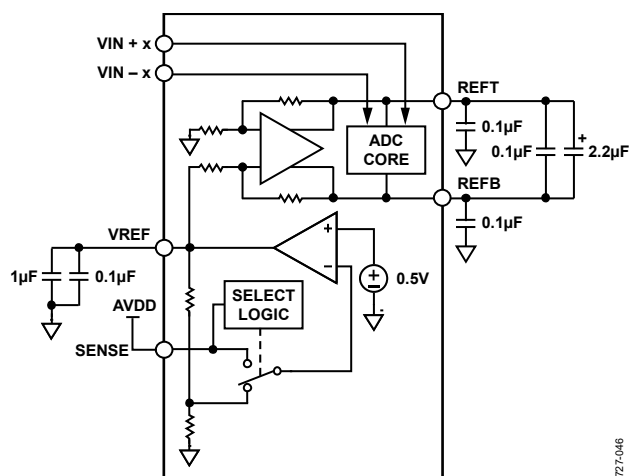 VIN + x
VIN – x
REFT
0.1µF
0.1µF
2.2µF
+
ADC
CORE
REFB
0.1µF
VREF
1µF
0.1µF
+
–
+
–
0.5V
AVDD
SELECT
LOGIC
SENSE
727-046